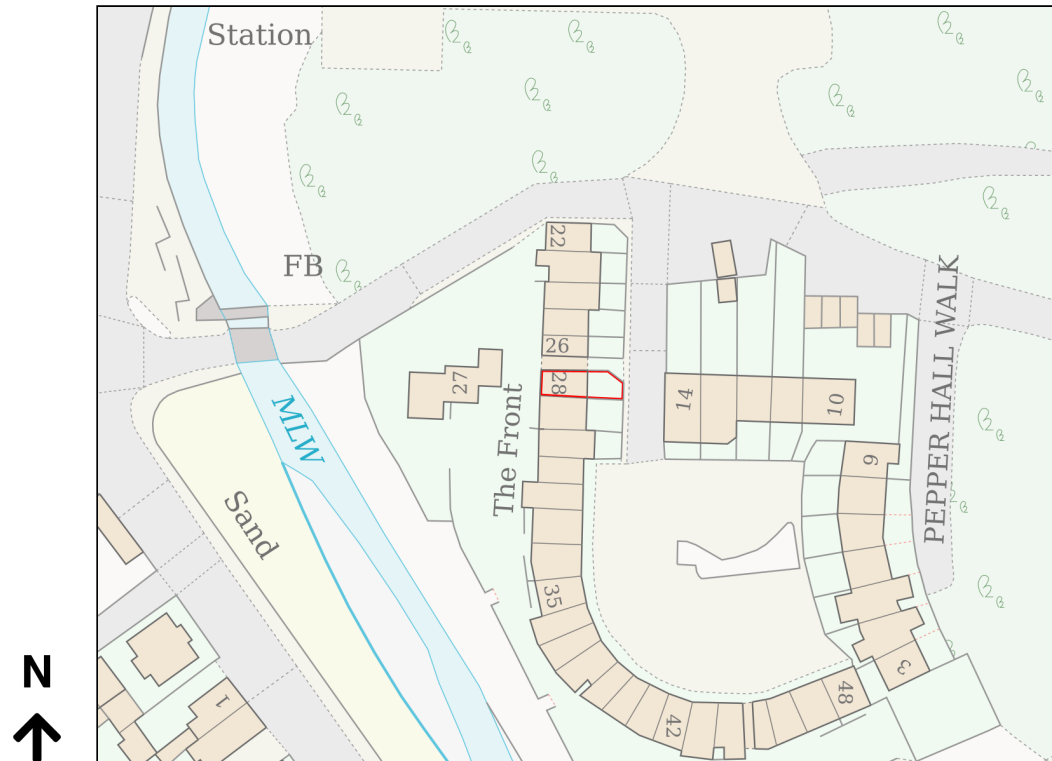 Station
FB
22
26
28
27
The Front
14
10
9
PEPPER HALL WALK
MLW
Sand
35
3
48
42
1
N